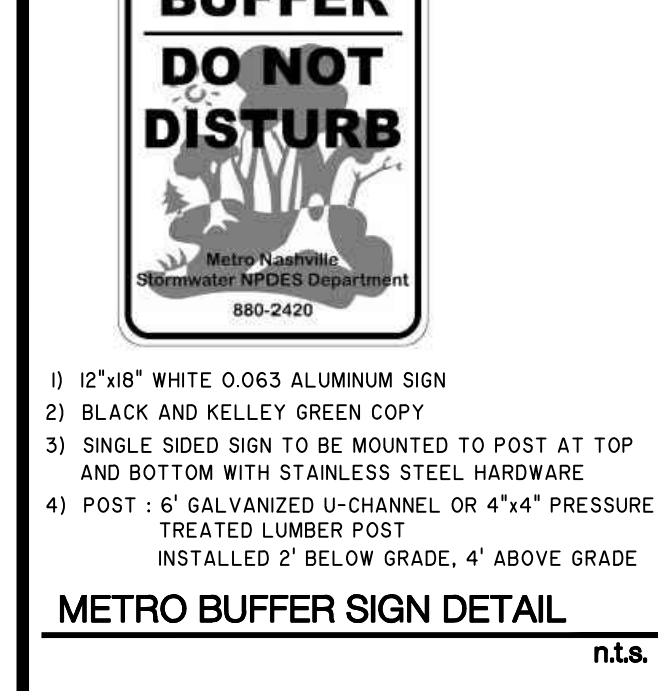 BUFFER
DO NOT
DISTURB
Metro Nashville
Stormwater NPDES Department
880-2420
1) 12"x18" WHITE 0.063 ALUMINUM SIGN
2) BLACK AND KELLEY GREEN COPY
3) SINGLE SIDED SIGN TO BE MOUNTED TO POST AT TOP
AND BOTTOM WITH STAINLESS STEEL HARDWARE
4) POST : 6' GALVANIZED U-CHANNEL OR 4"x4" PRESSURE
TREATED LUMBER POST
INSTALLED 2' BELOW GRADE, 4' ABOVE GRADE
METRO BUFFER SIGN DETAIL
n.t.s.